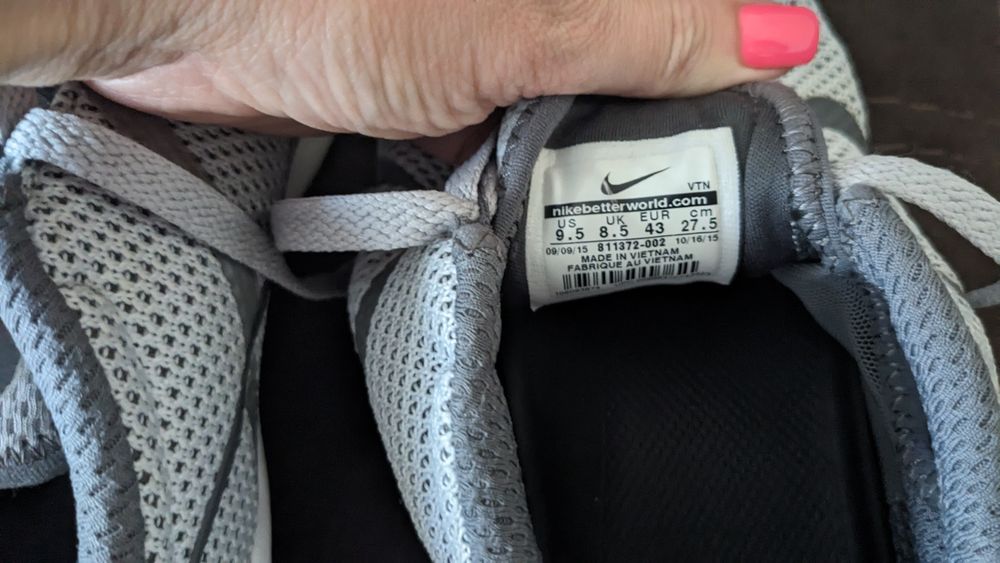 VTN
nikebetterworld.com
US UK EUR cm
9.5 8.5 43 27.5
09/09/15 811372-002 10/16/15
MADE IN VIETNAM
FABRIQUE AU VIETNAM